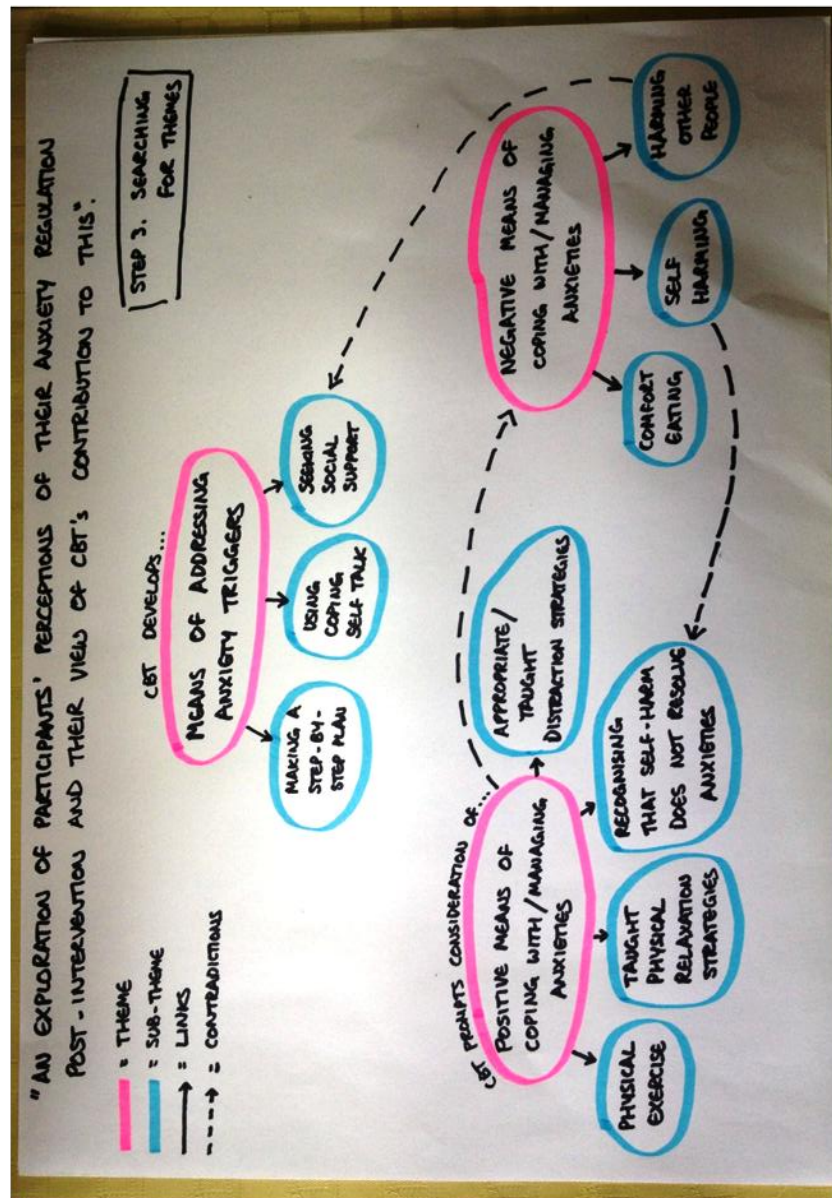 "AN EXPLORATION OF PARTICIPANTS' PERCEPTIONS OF THEIR ANXIETY REGULATION
POST-INTERVENTION AND THEIR VIEW OF CBT'S CONTRIBUTION TO THIS".
= THEME
= SUB-THEME
= LINKS
= CONTRADICTIONS
STEP 3. SEARCHING
FOR THEMES
CBT DEVELOPS...
MEANS OF ADDRESSING
ANXIETY TRIGGERS
MAKING A
STEP-BY-
STEP PLAN
USING
COPING
SELF TALK
SEEKING
SOCIAL
SUPPORT
CBT PROMPTS CONSIDERATION OF...
POSITIVE MEANS OF
COPING WITH/MANAGING
ANXIETIES
PHYSICAL
EXERCISE
TAUGHT
PHYSICAL
RELAXATION
STRATEGIES
RECOGNISING
THAT SELF-HARM
DOES NOT RESOLVE
ANXIETIES
APPROPRIATE/
TAUGHT
DISTRACTION STRATEGIES
NEGATIVE MEANS OF
COPING WITH/MANAGING
ANXIETIES
COMFORT
EATING
SELF
HARMING
HARMING
OTHER
PEOPLE